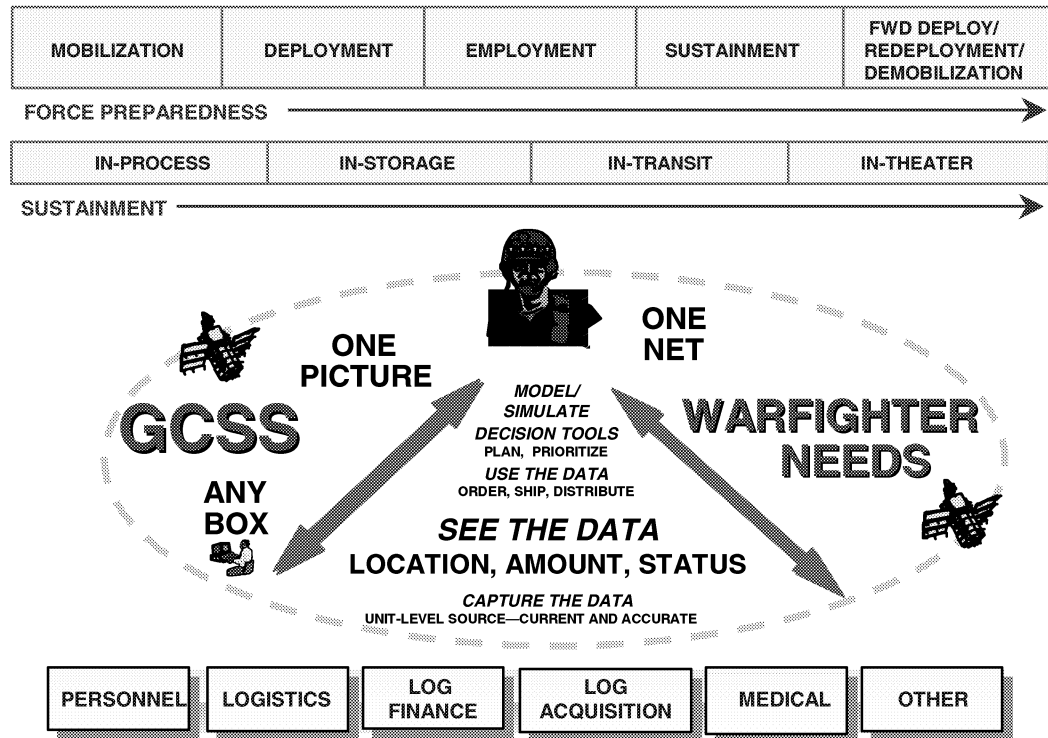 MOBILIZATION
DEPLOYMENT
EMPLOYMENT
SUSTAINMENT
FWD DEPLOY/
REDEPLOYMENT/
DEMOBILIZATION
FORCE PREPAREDNESS
IN-PROCESS
IN-STORAGE
IN-TRANSIT
IN-THEATER
SUSTAINMENT
ONE
PICTURE
ONE
NET
GCSS
WARFIGHTER
NEEDS
ANY
BOX
MODEL/
SIMULATE
DECISION TOOLS
PLAN, PRIORITIZE
USE THE DATA
ORDER, SHIP, DISTRIBUTE
SEE THE DATA
LOCATION, AMOUNT, STATUS
CAPTURE THE DATA
UNIT-LEVEL SOURCE—CURRENT AND ACCURATE
PERSONNEL
LOGISTICS
LOG
FINANCE
LOG
ACQUISITION
MEDICAL
OTHER